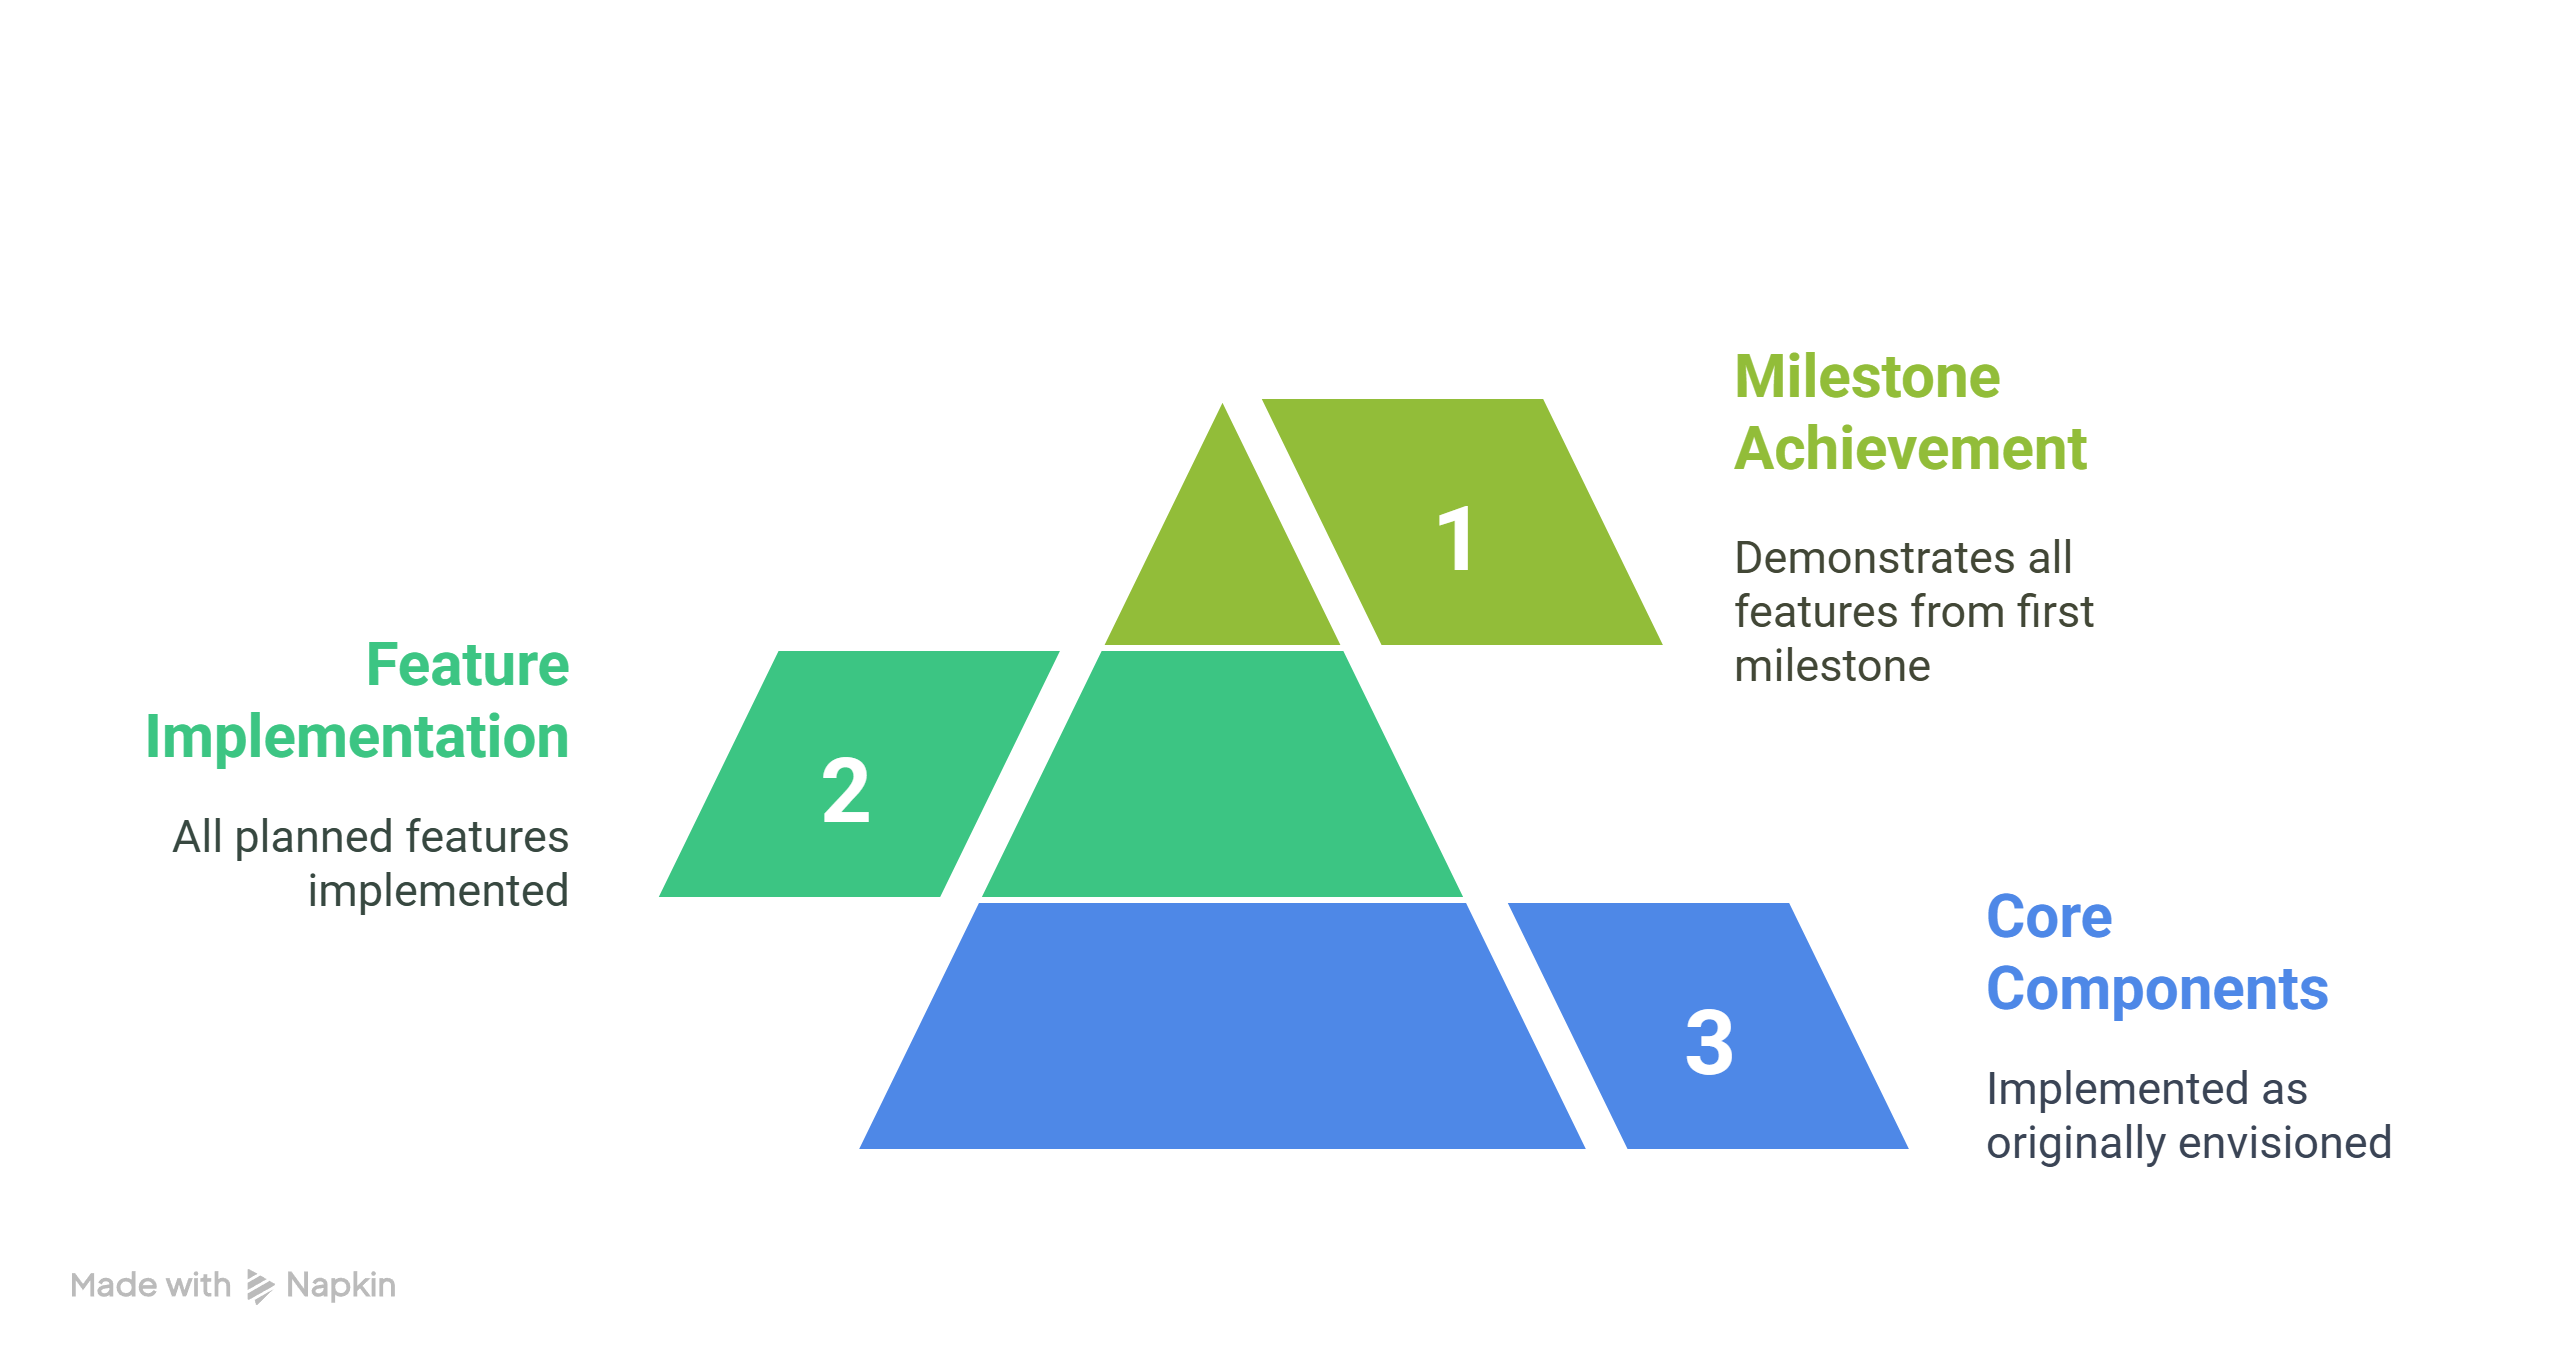 Milestone
Achievement
1
Demonstrates all
features from first
milestone
Feature
Implementation
2
All planned features
implemented
Core
Components
3
Implemented as
originally envisioned
Made with Napkin